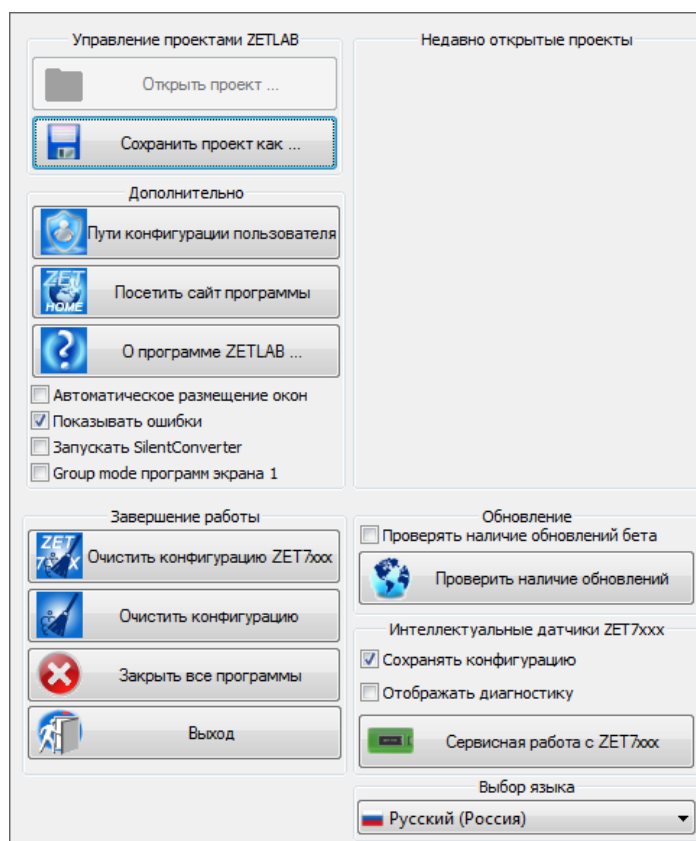 Управление проектами ZETLAB
Открыть проект ...
Сохранить проект как ...
Дополнительно
Пути конфигурации пользователя
ZET
HOME
Посетить сайт программы
О программе ZETLAB ...
Автоматическое размещение окон
Показывать ошибки
Запускать SilentConverter
Group mode программ экрана 1
Завершение работы
Очистить конфигурацию ZET7xxx
Очистить конфигурацию
Закрыть все программы
Выход
Недавно открытые проекты
Обновление
Проверять наличие обновлений бета
Проверить наличие обновлений
Интеллектуальные датчики ZET7xxx
Сохранять конфигурацию
Отображать диагностику
Сервисная работа с ZET7xxx
Выбор языка
Русский (Россия)